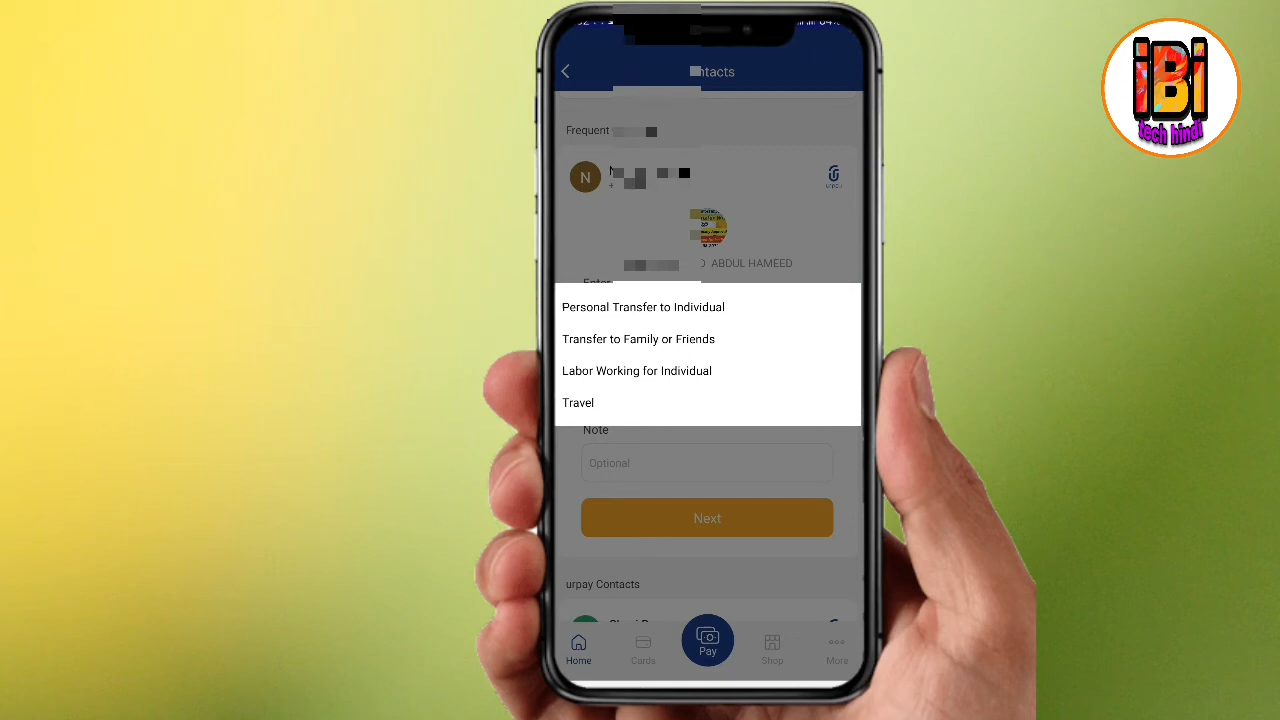 ntacts
iBi
tech hindi
Frequent
N
urpay
ABDUL HAMEED
Personal Transfer to Individual
Transfer to Family or Friends
Labor Working for Individual
Travel
Note
Optional
Next
urpay Contacts
Pay
Home
Cards
Shop
More